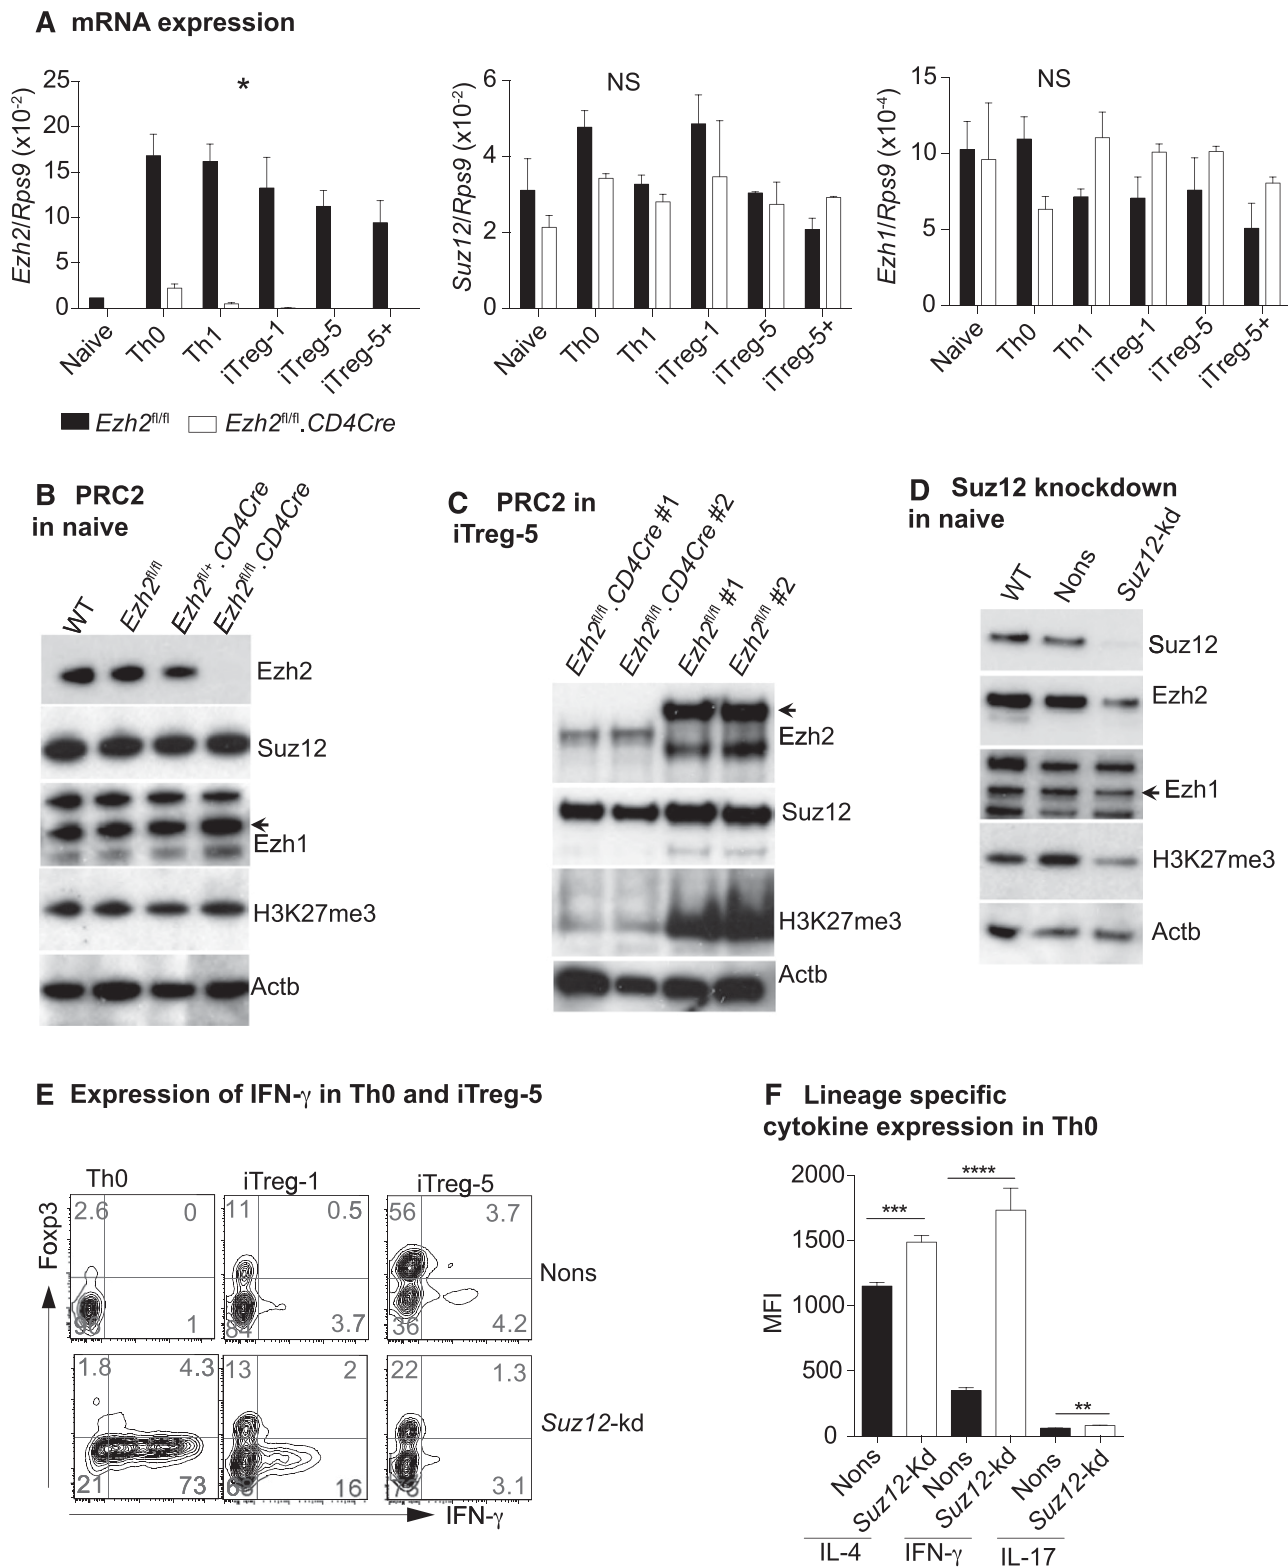 A mRNA expression
25
20
15
10
5
0
Ezh2/Rps9 (x10-2)
*
Naive
Th0
Th1
iTreg-1
iTreg-5
iTreg-5+
6
4
2
0
Suz12/Rps9 (x10-2)
NS
Naive
Th0
Th1
iTreg-1
iTreg-5
iTreg-5+
15
10
5
0
Ezh1/Rps9 (x10-4)
NS
Naive
Th0
Th1
iTreg-1
iTreg-5
iTreg-5+
Ezh2fl/fl Ezh2fl/fl.CD4Cre
B PRC2
in naive
WT
Ezh2fl/fl
Ezh2fl/+.CD4Cre
Ezh2fl/fl.CD4Cre
Ezh2
Suz12
Ezh1
H3K27me3
Actb
C PRC2 in
iTreg-5
Ezh2fl/fl.CD4Cre #1
Ezh2fl/fl.CD4Cre #2
Ezh2fl/fl #1
Ezh2fl/fl #2
Ezh2
Suz12
H3K27me3
Actb
D Suz12 knockdown
in naive
WT
Nons
Suz12-kd
Suz12
Ezh2
Ezh1
H3K27me3
Actb
E Expression of IFN-γ in Th0 and iTreg-5
Th0 iTreg-1 iTreg-5
Foxp3
2.6 0 11 0.5 56 3.7
Nons
1 84 3.7 36 4.2
1.8 4.3 13 2 22 1.3
Suz12-kd
21 73 16 3.1
IFN-γ
F Lineage specific
cytokine expression in Th0
2000
1500
1000
500
0
MFI
***
****
**
Nons
Suz12-Kd
Nons
Suz12-kd
Nons
Suz12-kd
IL-4 IFN-γ IL-17